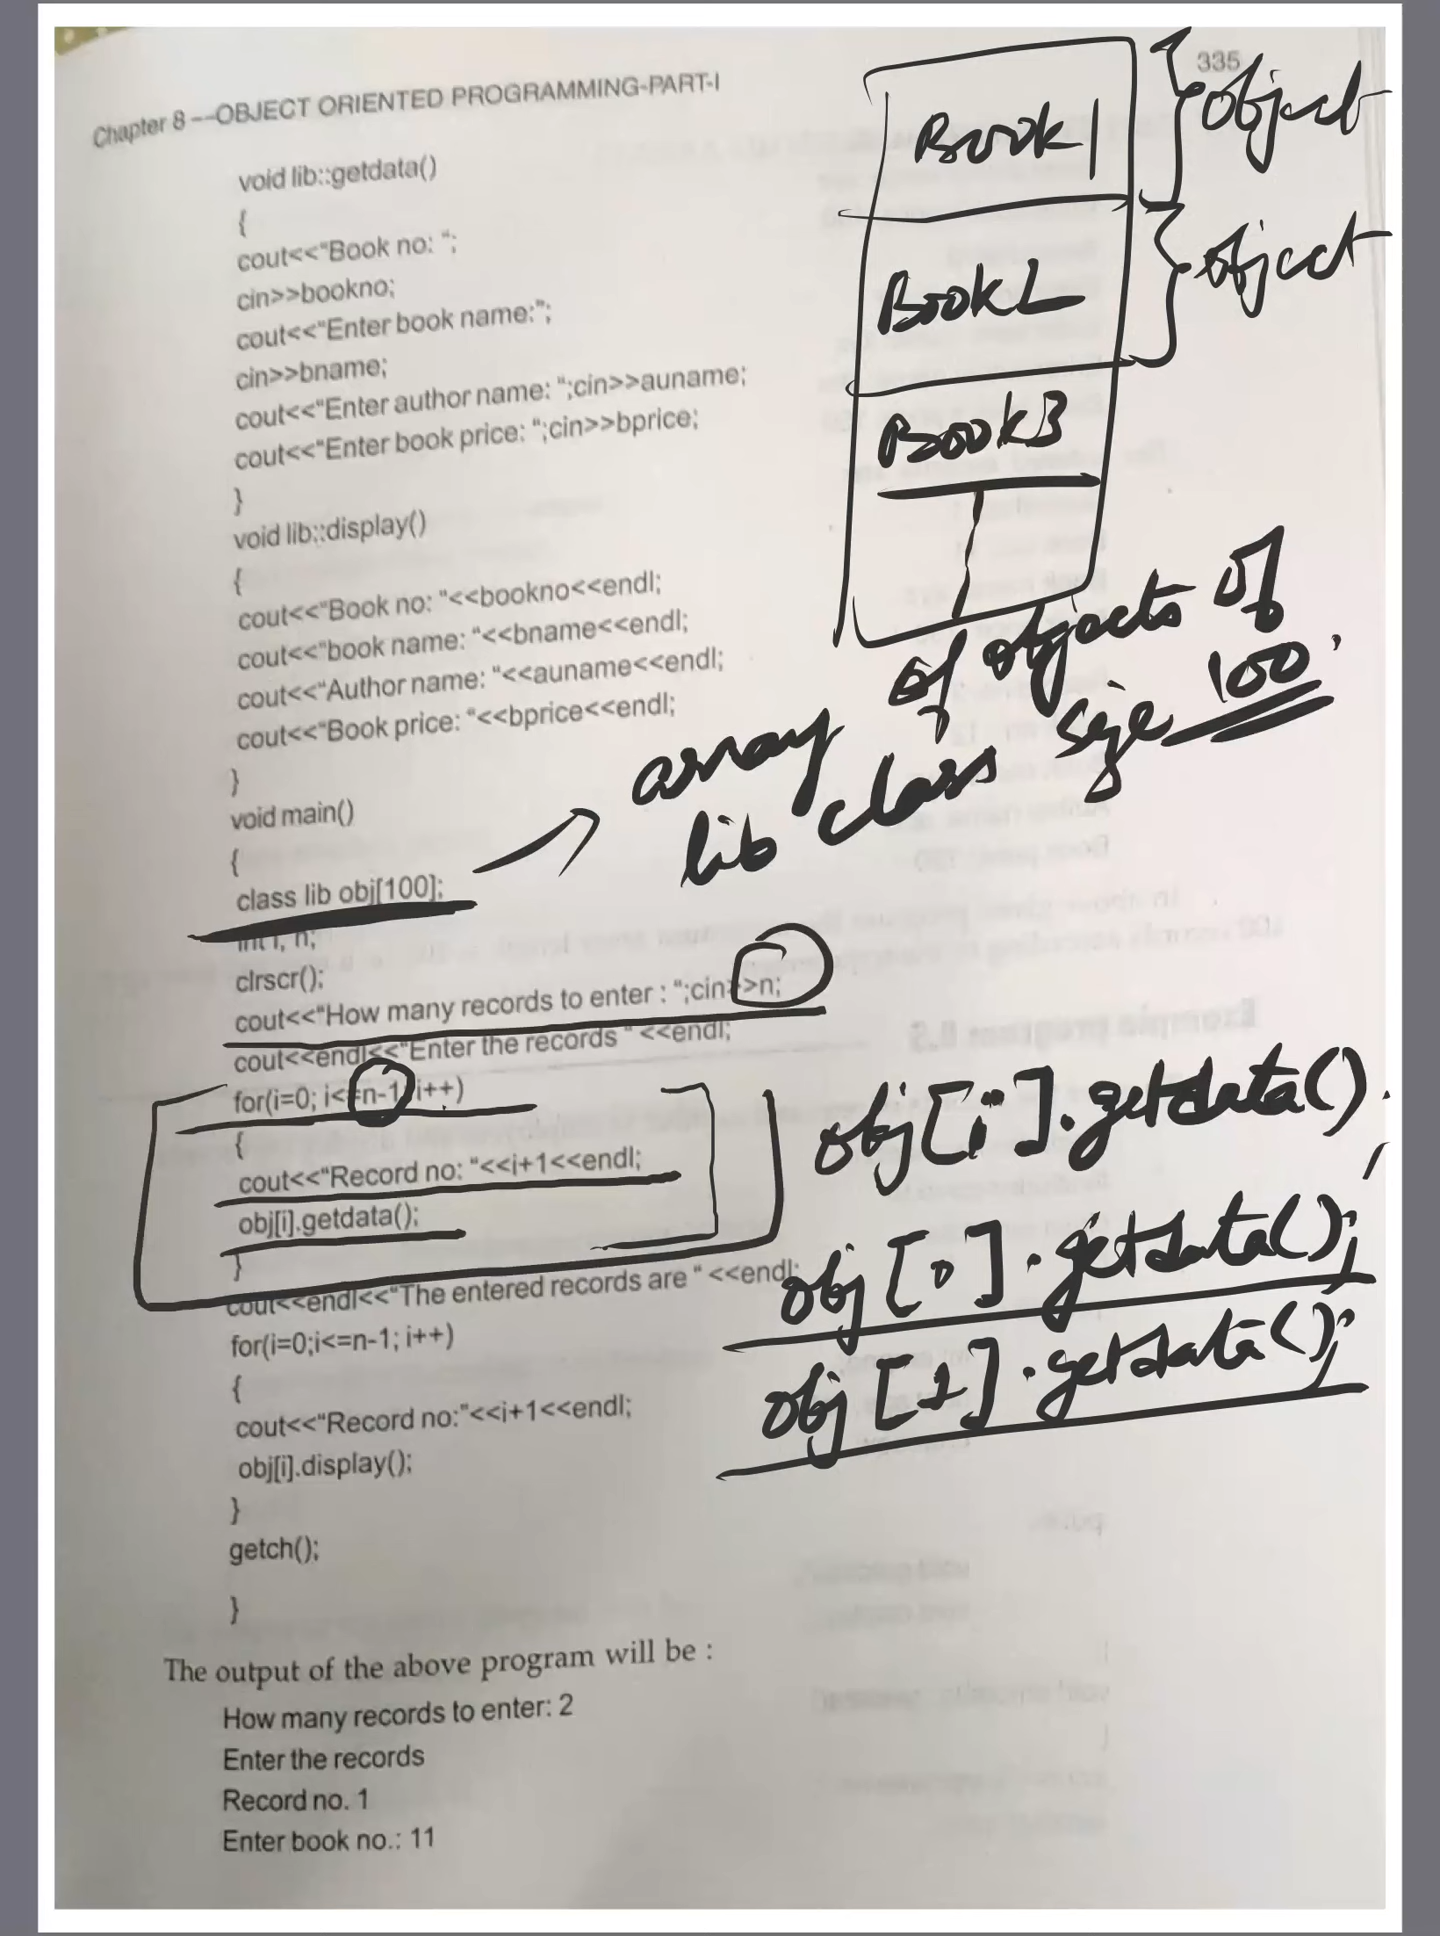 335
Chapter 8 --OBJECT ORIENTED PROGRAMMING-PART-I
void lib::getdata()
{
cout<<"Book no: ";
cin>>bookno;
cout<<"Enter book name:";
cin>>bname;
cout<<"Enter author name: ";cin>>auname;
cout<<"Enter book price: ";cin>>bprice;
}
void lib::display()
{
cout<<"Book no: "<<bookno<<endl;
cout<<"book name: "<<bname<<endl;
cout<<"Author name: "<<auname<<endl;
cout<<"Book price: "<<bprice<<endl;
}
void main()
{
class lib obj[100];
int i, n;
clrscr();
cout<<"How many records to enter : ";cin>>n;
cout<<endl<<"Enter the records " <<endl;
for(i=0; i<=n-1; i++)
{
cout<<"Record no: "<<i+1<<endl;
obj[i].getdata();
}
cout<<endl<<"The entered records are " <<endl;
for(i=0;i<=n-1; i++)
{
cout<<"Record no:"<<i+1<<endl;
obj[i].display();
}
getch();
}
The output of the above program will be :
How many records to enter: 2
Enter the records
Record no. 1
Enter book no.: 11
Book1
object
Book2
object
Book3
array of objects of
lib class size 100.
obj[i].getdata();
obj[0].getdata();
obj[1].getdata();